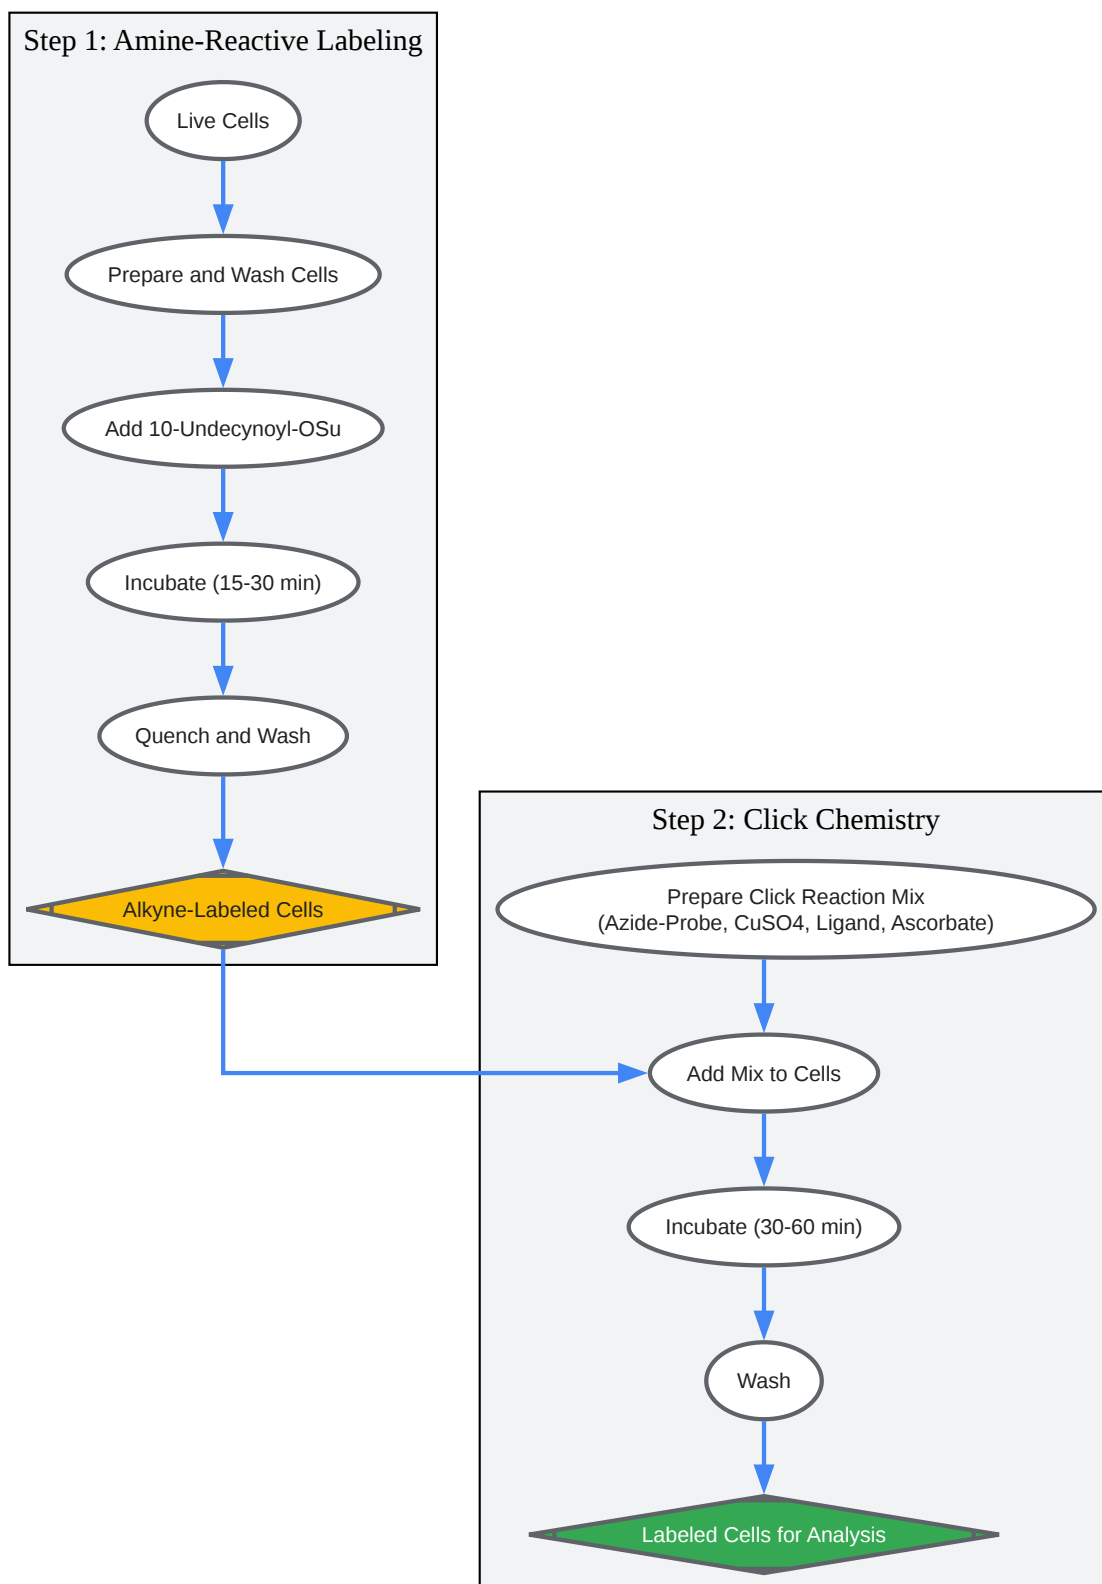 Step 1: Amine-Reactive Labeling
Live Cells
Prepare and Wash Cells
Add 10-Undecynoyl-OSu
Incubate (15-30 min)
Quench and Wash
Alkyne-Labeled Cells
Step 2: Click Chemistry
Prepare Click Reaction Mix
(Azide-Probe, CuSO4, Ligand, Ascorbate)
Add Mix to Cells
Incubate (30-60 min)
Wash
Labeled Cells for Analysis